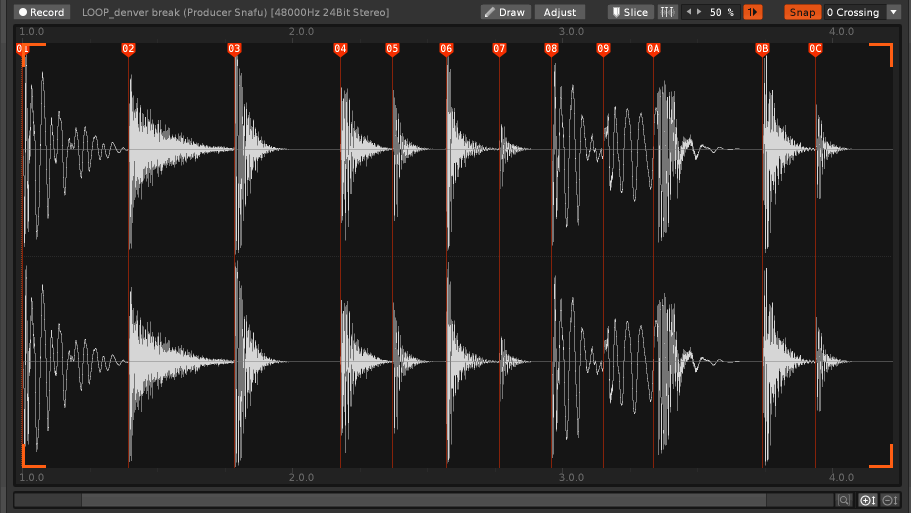 Record LOOP_denver break (Producer Snafu) [48000Hz 24Bit Stereo] Draw Adjust Slice 50 % 1 Snap 0 Crossing
1.0.0 2.0.0 3.0.0 4.0.0
01 02 03 04 05 06 07 08 09 0A 0B 0C
1.0.0 2.0.0 3.0.0 4.0.0